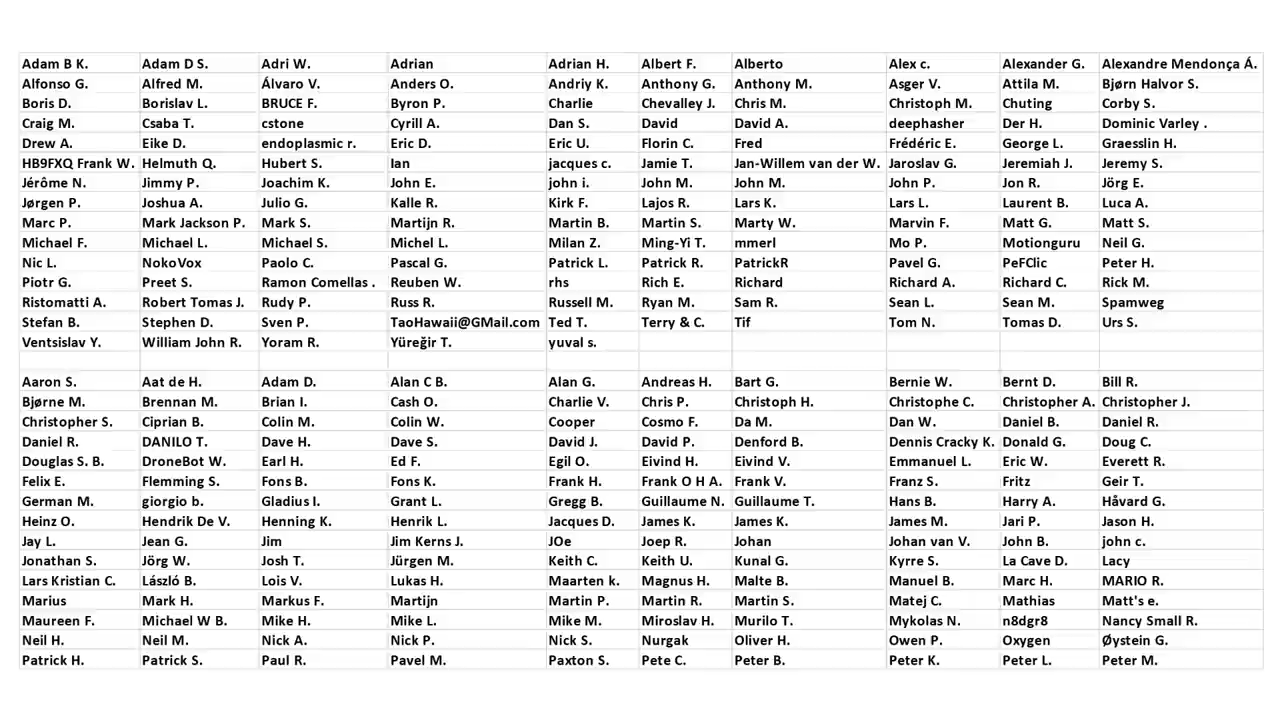 Adam B K. Adam D S. Adri W. Adrian Adrian H. Albert F. Alberto Alex c. Alexander G. Alexandre Mendonça Á.
Alfonso G. Alfred M. Álvaro V. Anders O. Andriy K. Anthony G. Anthony M. Asger V. Attila M. Bjørn Halvor S.
Boris D. Borislav L. BRUCE F. Byron P. Charlie Chevalley J. Chris M. Christoph M. Chuting Corby S.
Craig M. Csaba T. cstone Cyrill A. Dan S. David David A. deephasher Der H. Dominic Varley .
Drew A. Eike D. endoplasmic r. Eric D. Eric U. Florin C. Fred Frédéric E. George L. Graesslin H.
HB9FXQ Frank W. Helmuth Q. Hubert S. Ian jacques c. Jamie T. Jan-Willem van der W. Jaroslav G. Jeremiah J. Jeremy S.
Jérôme N. Jimmy P. Joachim K. John E. john i. John M. John M. John P. Jon R. Jörg E.
Jørgen P. Joshua A. Julio G. Kalle R. Kirk F. Lajos R. Lars K. Lars L. Laurent B. Luca A.
Marc P. Mark Jackson P. Mark S. Martijn R. Martin B. Martin S. Marty W. Marvin F. Matt G. Matt S.
Michael F. Michael L. Michael S. Michel L. Milan Z. Ming-Yi T. mmerl Mo P. Motionguru Neil G.
Nic L. NokoVox Paolo C. Pascal G. Patrick L. Patrick R. PatrickR Pavel G. PeFClic Peter H.
Piotr G. Preet S. Ramon Comellas . Reuben W. rhs Rich E. Richard Richard A. Richard C. Rick M.
Ristomatti A. Robert Tomas J. Rudy P. Russ R. Russell M. Ryan M. Sam R. Sean L. Sean M. Spamweg
Stefan B. Stephen D. Sven P. TaoHawaii@GMail.com Ted T. Terry & C. Tif Tom N. Tomas D. Urs S.
Ventsislav Y. William John R. Yoram R. Yüreğir T. yuval s.
Aaron S. Aat de H. Adam D. Alan C B. Alan G. Andreas H. Bart G. Bernie W. Bernt D. Bill R.
Bjørne M. Brennan M. Brian I. Cash O. Charlie V. Chris P. Christoph H. Christophe C. Christopher A. Christopher J.
Christopher S. Ciprian B. Colin M. Colin W. Cooper Cosmo F. Da M. Dan W. Daniel B. Daniel R.
Daniel R. DANILO T. Dave H. Dave S. David J. David P. Denford B. Dennis Cracky K. Donald G. Doug C.
Douglas S. B. DroneBot W. Earl H. Ed F. Egil O. Eivind H. Eivind V. Emmanuel L. Eric W. Everett R.
Felix E. Flemming S. Fons B. Fons K. Frank H. Frank O H A. Frank V. Franz S. Fritz Geir T.
German M. giorgio b. Gladius I. Grant L. Gregg B. Guillaume N. Guillaume T. Hans B. Harry A. Håvard G.
Heinz O. Hendrik De V. Henning K. Henrik L. Jacques D. James K. James K. James M. Jari P. Jason H.
Jay L. Jean G. Jim Jim Kerns J. JOe Joep R. Johan Johan van V. John B. john c.
Jonathan S. Jörg W. Josh T. Jürgen M. Keith C. Keith U. Kunal G. Kyrre S. La Cave D. Lacy
Lars Kristian C. László B. Lois V. Lukas H. Maarten k. Magnus H. Malte B. Manuel B. Marc H. MARIO R.
Marius Mark H. Markus F. Martijn Martin P. Martin R. Martin S. Matej C. Mathias Matt's e.
Maureen F. Michael W B. Mike H. Mike L. Mike M. Miroslav H. Murilo T. Mykolas N. n8dgr8 Nancy Small R.
Neil H. Neil M. Nick A. Nick P. Nick S. Nurgak Oliver H. Owen P. Oxygen Øystein G.
Patrick H. Patrick S. Paul R. Pavel M. Paxton S. Pete C. Peter B. Peter K. Peter L. Peter M.